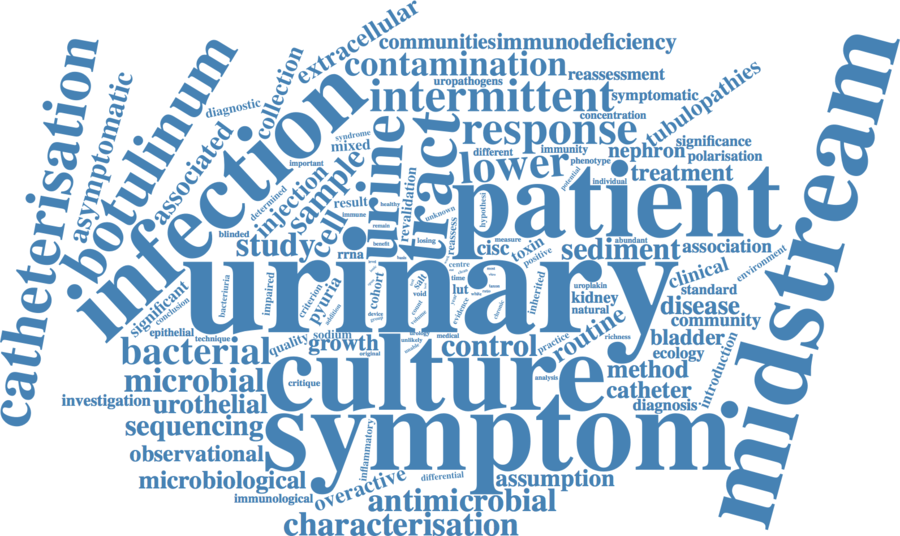 extracellular
communities
immunodeficiency
contamination
reassessment
uropathogens
intermittent
symptomatic
tubulopathies
catheterisation
asymptomatic
botulinum
diagnostic
collection
infection
associated
concentration
response
significance
syndrome
mixed
urine
tract
different
immunity
nephron
polarisation
important
lower
phenotype
treatment
potential
individual
injection
sample
determined
result
healthy
revalidation
patient
midstream
immune
remain
unknown
hypothesi
blinded
study
cell
benefit
losing
reassess
cisc
measure
toxin
positive
sediment
abundant
association
rrna
urinary
centre
environment
significant
conclusion
bacteriuria
impaired
criterion
pyuria
addition
cohort
salt
void
time
lut
evidence
chronic
inherited
uroplakin
kidney
natural
clinical
standard
disease
community
device
epithelial
technique
quality
sodium
growth
original
unlikely
medical
control
practice
routine
richness
bladder
ecology
introduction
bacterial
microbial
critique
culture
analysis
method
catheter
diagnosis
investigation
urothelial
sequencing
symptom
observational
inflammatory
microbiological
differential
assumption
immunological
overactive
antimicrobial
characterisation